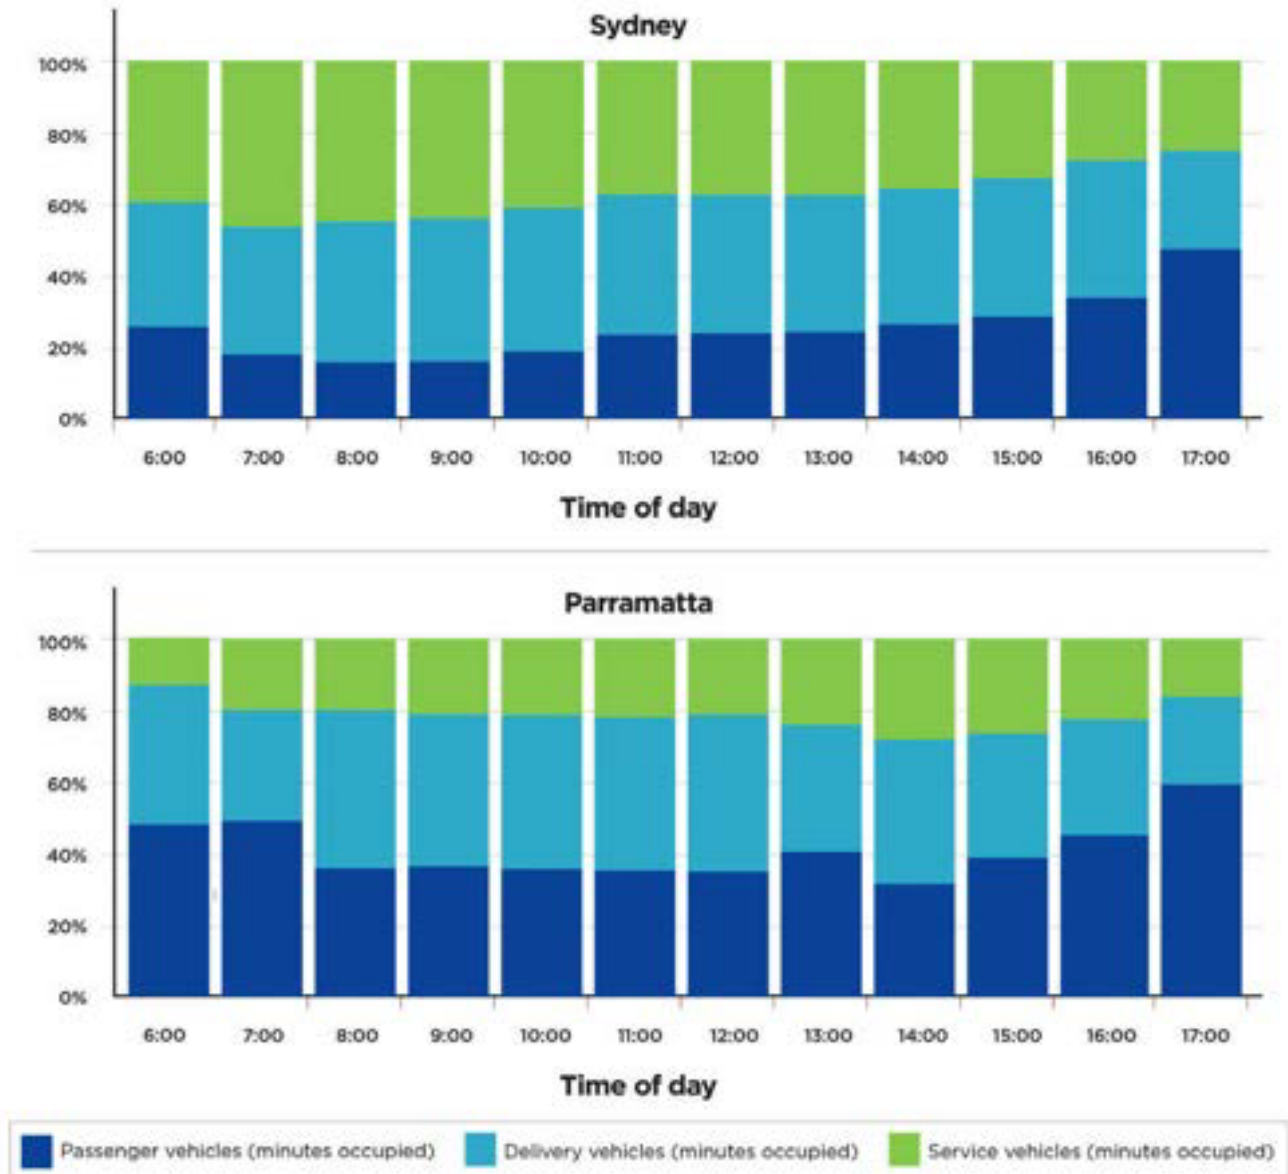 Sydney
100%
80%
60%
40%
20%
0%
6:00 7:00 8:00 9:00 10:00 11:00 12:00 13:00 14:00 15:00 16:00 17:00
Time of day
Parramatta
100%
80%
60%
40%
20%
0%
6:00 7:00 8:00 9:00 10:00 11:00 12:00 13:00 14:00 15:00 16:00 17:00
Time of day
Passenger vehicles (minutes occupied) Delivery vehicles (minutes occupied) Service vehicles (minutes occupied)